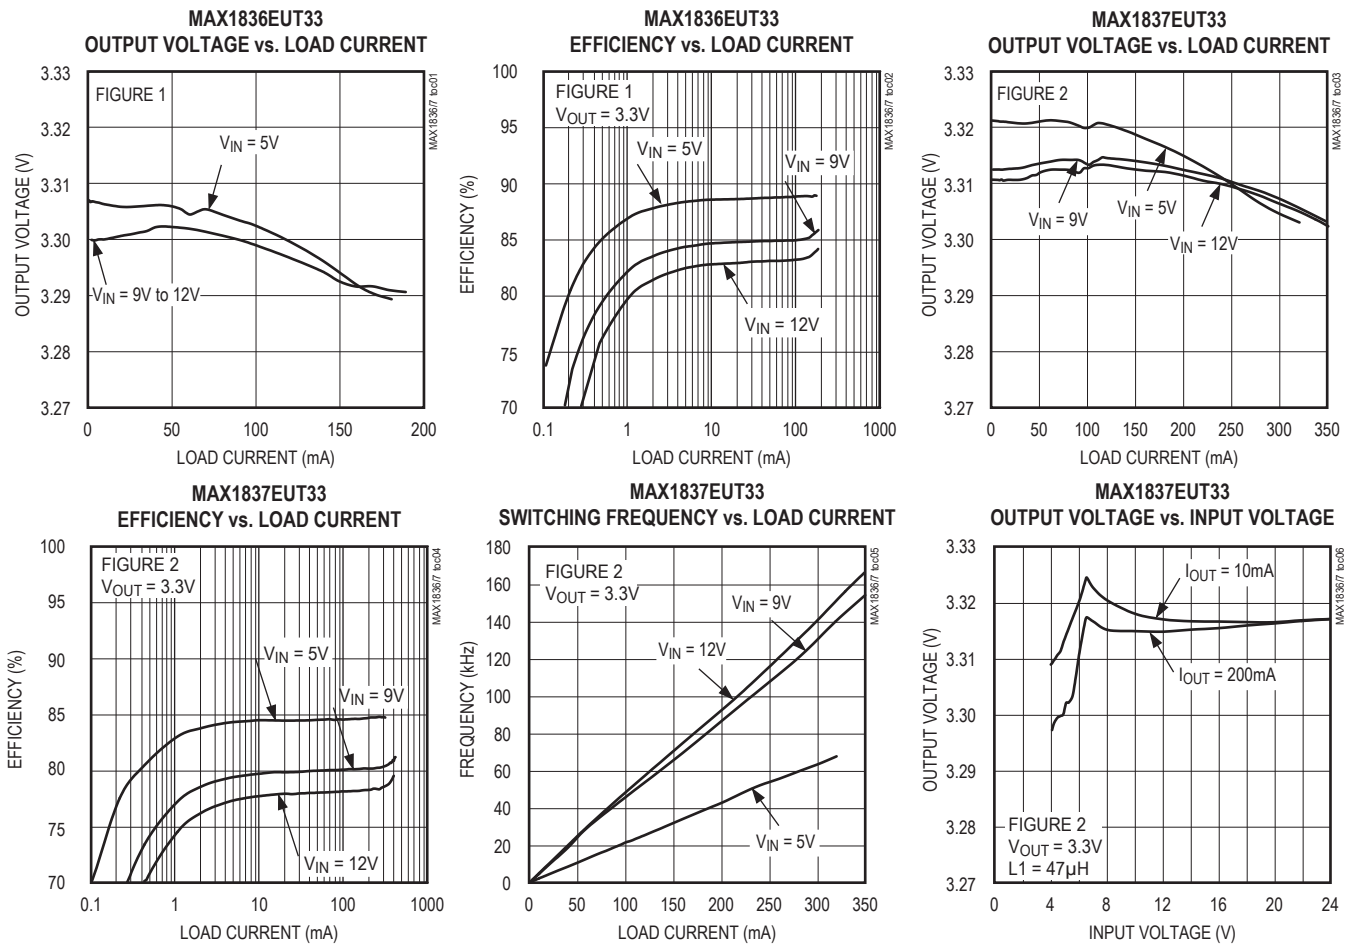 MAX1836EUT33
OUTPUT VOLTAGE vs. LOAD CURRENT
MAX1836/7 toc01
FIGURE 1
VIN = 5V
VIN = 9V to 12V
OUTPUT VOLTAGE (V)
3.33
3.32
3.31
3.30
3.29
3.28
3.27
0 50 100 150 200
LOAD CURRENT (mA)
MAX1836EUT33
EFFICIENCY vs. LOAD CURRENT
MAX1836/7 toc02
FIGURE 1
VOUT = 3.3V
VIN = 5V
VIN = 9V
VIN = 12V
EFFICIENCY (%)
100
95
90
85
80
75
70
0.1 1 10 100 1000
LOAD CURRENT (mA)
MAX1837EUT33
OUTPUT VOLTAGE vs. LOAD CURRENT
MAX1836/7 toc03
FIGURE 2
VIN = 9V
VIN = 5V
VIN = 12V
OUTPUT VOLTAGE (V)
3.33
3.32
3.31
3.30
3.29
3.28
3.27
0 50 100 150 200 250 300 350
LOAD CURRENT (mA)
MAX1837EUT33
EFFICIENCY vs. LOAD CURRENT
MAX1836/7 toc04
FIGURE 2
VOUT = 3.3V
VIN = 5V
VIN = 9V
VIN = 12V
EFFICIENCY (%)
100
95
90
85
80
75
70
0.1 1 10 100 1000
LOAD CURRENT (mA)
MAX1837EUT33
SWITCHING FREQUENCY vs. LOAD CURRENT
MAX1836/7 toc05
FIGURE 2
VOUT = 3.3V
VIN = 9V
VIN = 12V
VIN = 5V
FREQUENCY (kHz)
180
160
140
120
100
80
60
40
20
0
0 50 100 150 200 250 300 350
LOAD CURRENT (mA)
MAX1837EUT33
OUTPUT VOLTAGE vs. INPUT VOLTAGE
MAX1836/7 toc06
IOUT = 10mA
IOUT = 200mA
FIGURE 2
VOUT = 3.3V
L1 = 47μH
OUTPUT VOLTAGE (V)
3.33
3.32
3.31
3.30
3.29
3.28
3.27
0 4 8 12 16 20 24
INPUT VOLTAGE (V)